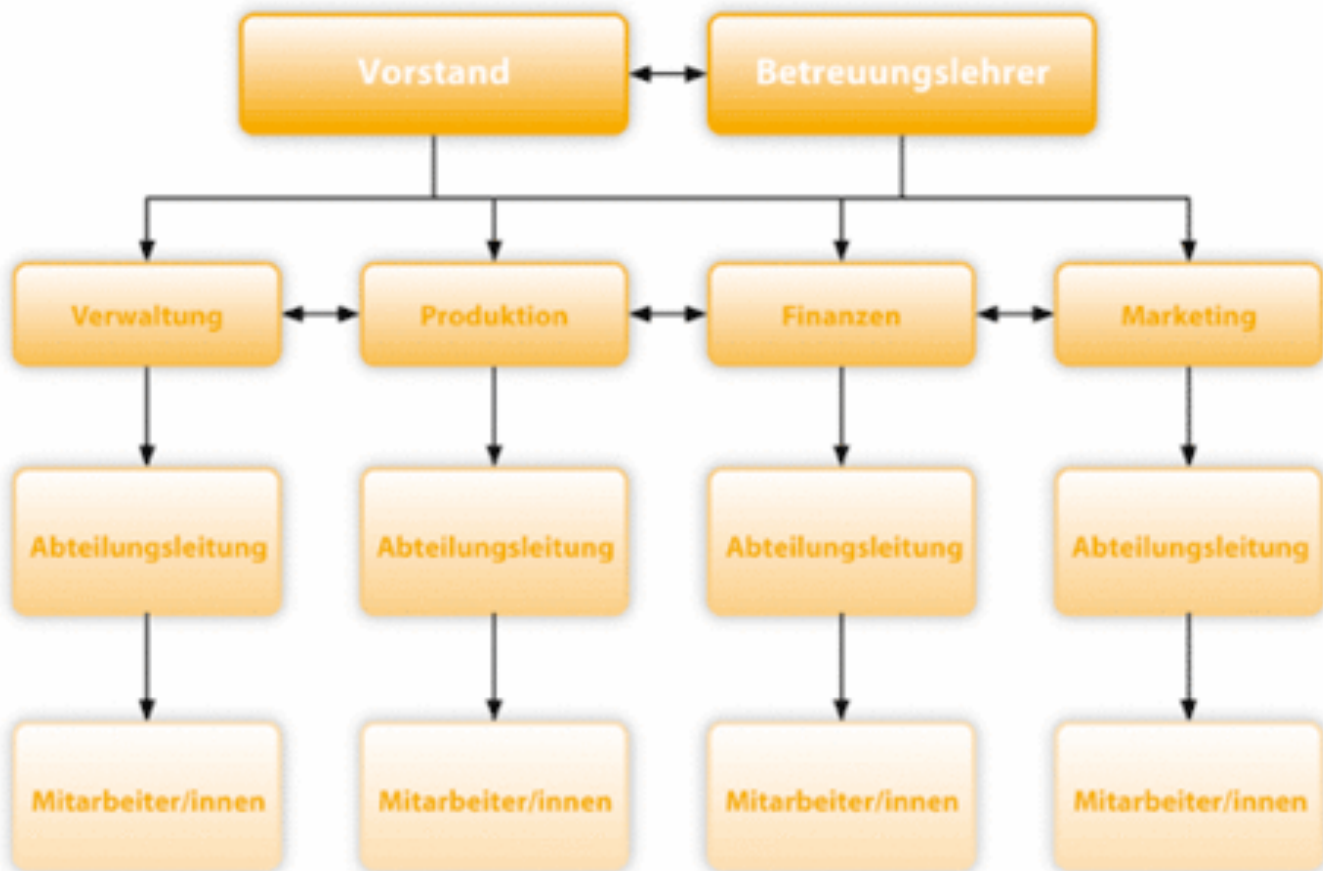 Vorstand
Betreuungslehrer
Verwaltung
Produktion
Finanzen
Marketing
Abteilungsleitung
Abteilungsleitung
Abteilungsleitung
Abteilungsleitung
Mitarbeiter/innen
Mitarbeiter/innen
Mitarbeiter/innen
Mitarbeiter/innen